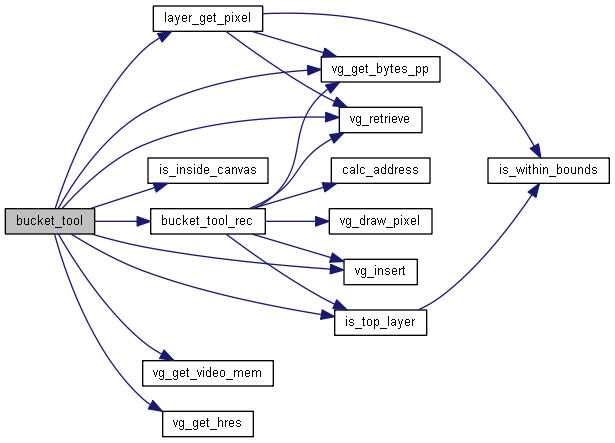 layer_get_pixel
vg_get_bytes_pp
vg_retrieve
is_inside_canvas
calc_address
is_within_bounds
bucket_tool
bucket_tool_rec
vg_draw_pixel
vg_insert
is_top_layer
vg_get_video_mem
vg_get_hres